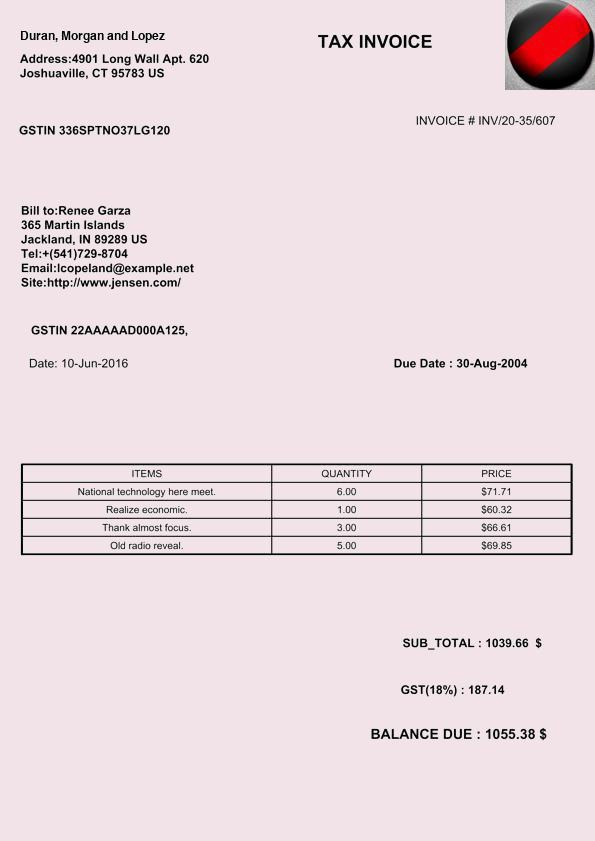 Duran, Morgan and Lopez
TAX INVOICE
Address:4901 Long Wall Apt. 620
Joshuaville, CT 95783 US
INVOICE # INV/20-35/607
GSTIN 336SPTNO37LG120
Bill to:Renee Garza
365 Martin Islands
Jackland, IN 89289 US
Tel:+(541)729-8704
Email:lcopeland@example.net
Site:http://www.jensen.com/
GSTIN 22AAAAAD000A125,
Date: 10-Jun-2016 Due Date : 30-Aug-2004
ITEMS QUANTITY PRICE
National technology here meet. 6.00 $71.71
Realize economic. 1.00 $60.32
Thank almost focus. 3.00 $66.61
Old radio reveal. 5.00 $69.85
SUB_TOTAL : 1039.66 $
GST(18%) : 187.14
BALANCE DUE : 1055.38 $